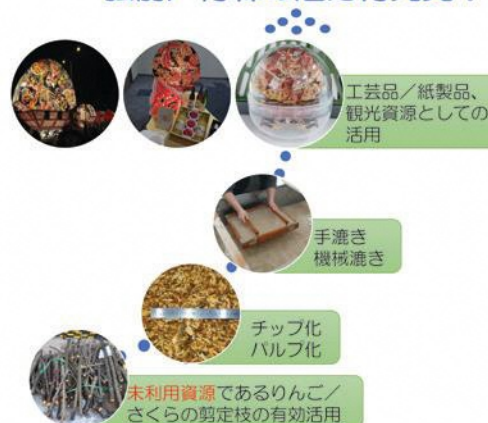 工芸品／紙製品、
観光資源としての
活用
手漉き
機械漉き
チップ化
パルプ化
未利用資源であるりんご／
さくらの剪定枝の有効活用